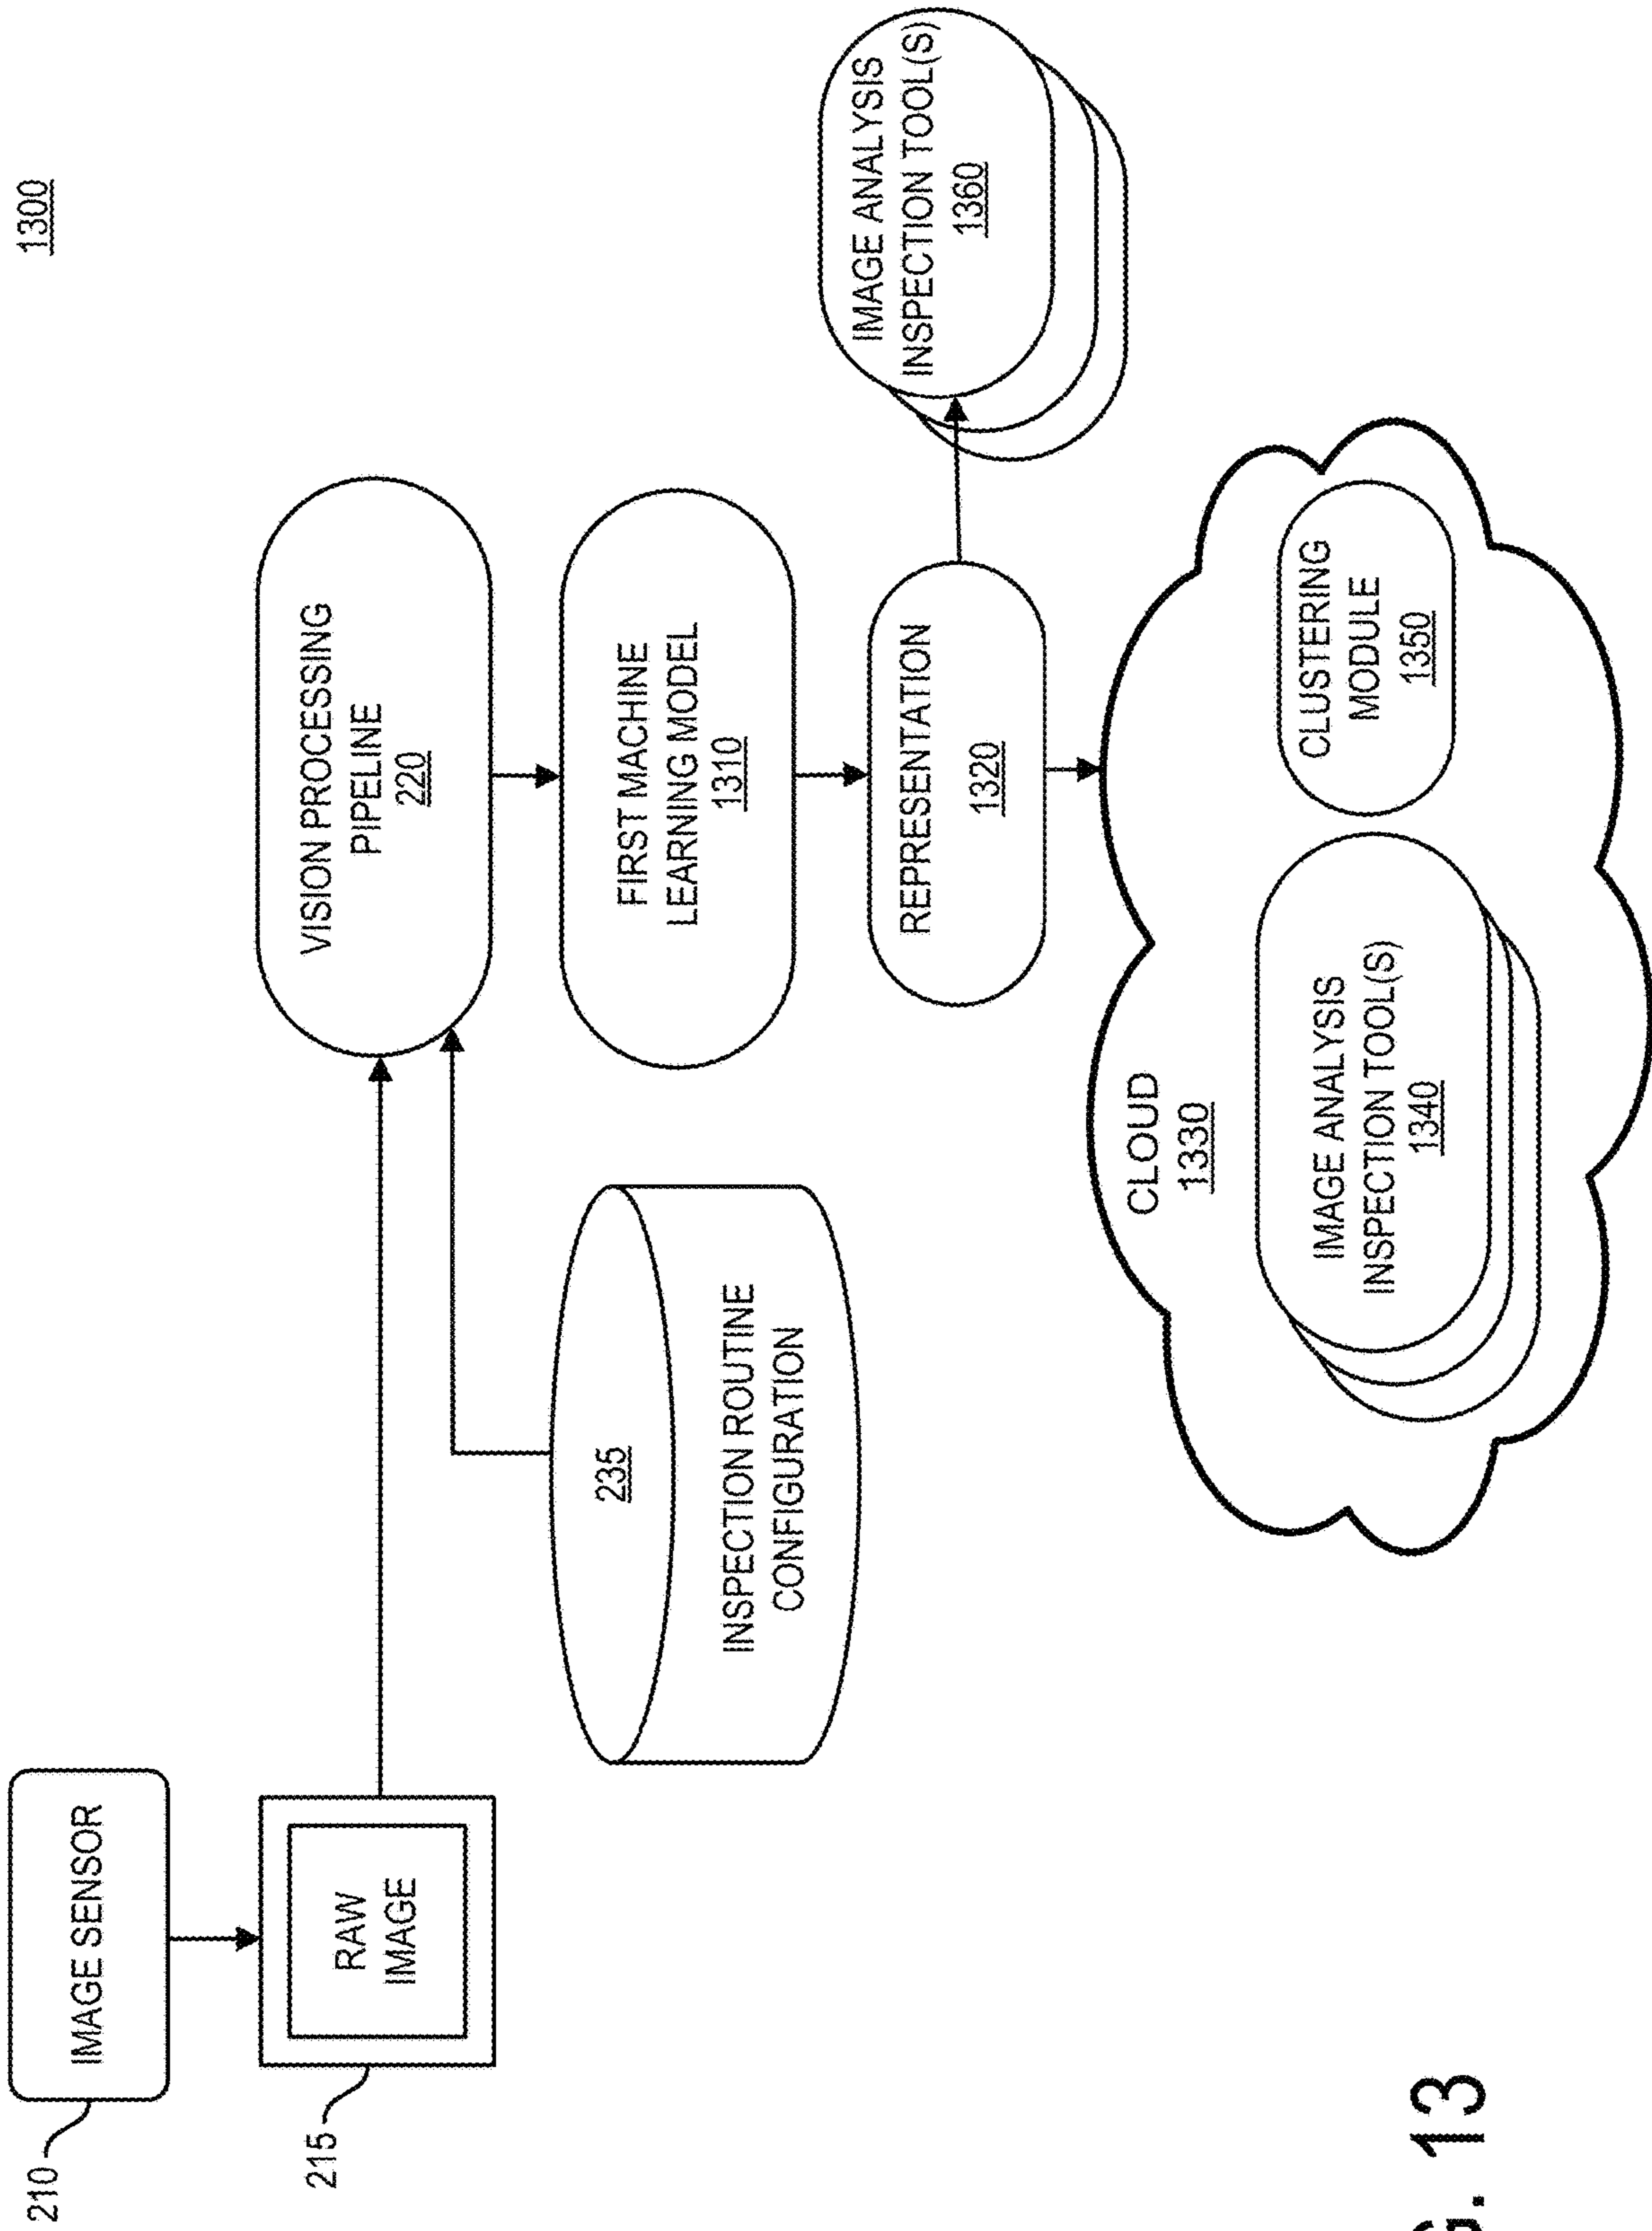 1300
210
IMAGE SENSOR
215
RAW
IMAGE
VISION PROCESSING
PIPELINE
220
235
INSPECTION ROUTINE
CONFIGURATION
FIRST MACHINE
LEARNING MODEL
1310
REPRESENTATION
1320
IMAGE ANALYSIS
INSPECTION TOOL(S)
1360
CLOUD
1330
IMAGE ANALYSIS
INSPECTION TOOL(S)
1340
CLUSTERING
MODULE
1350
G. 13